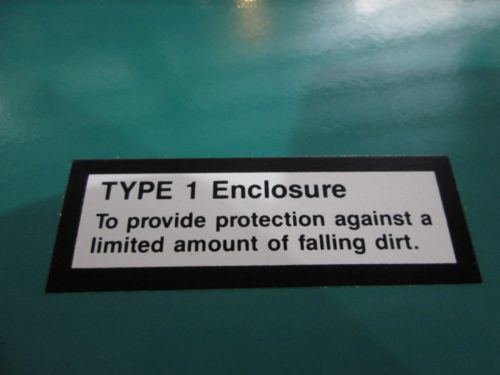 TYPE 1 Enclosure
To provide protection against a
limited amount of falling dirt.